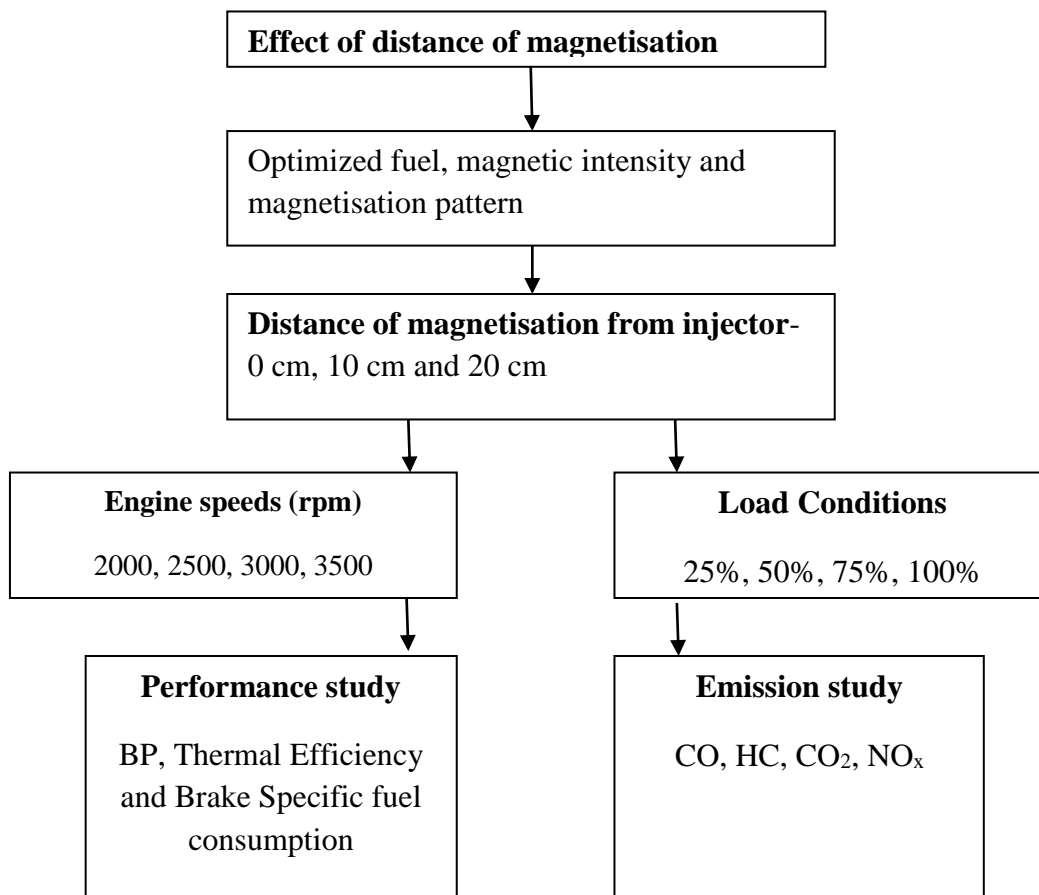 Effect of distance of magnetisation
Optimized fuel, magnetic intensity and
magnetisation pattern
Distance of magnetisation from injector-
0 cm, 10 cm and 20 cm
Engine speeds (rpm)
2000, 2500, 3000, 3500
Load Conditions
25%, 50%, 75%, 100%
Performance study
BP, Thermal Efficiency
and Brake Specific fuel
consumption
Emission study
CO, HC, CO₂, NOₓ